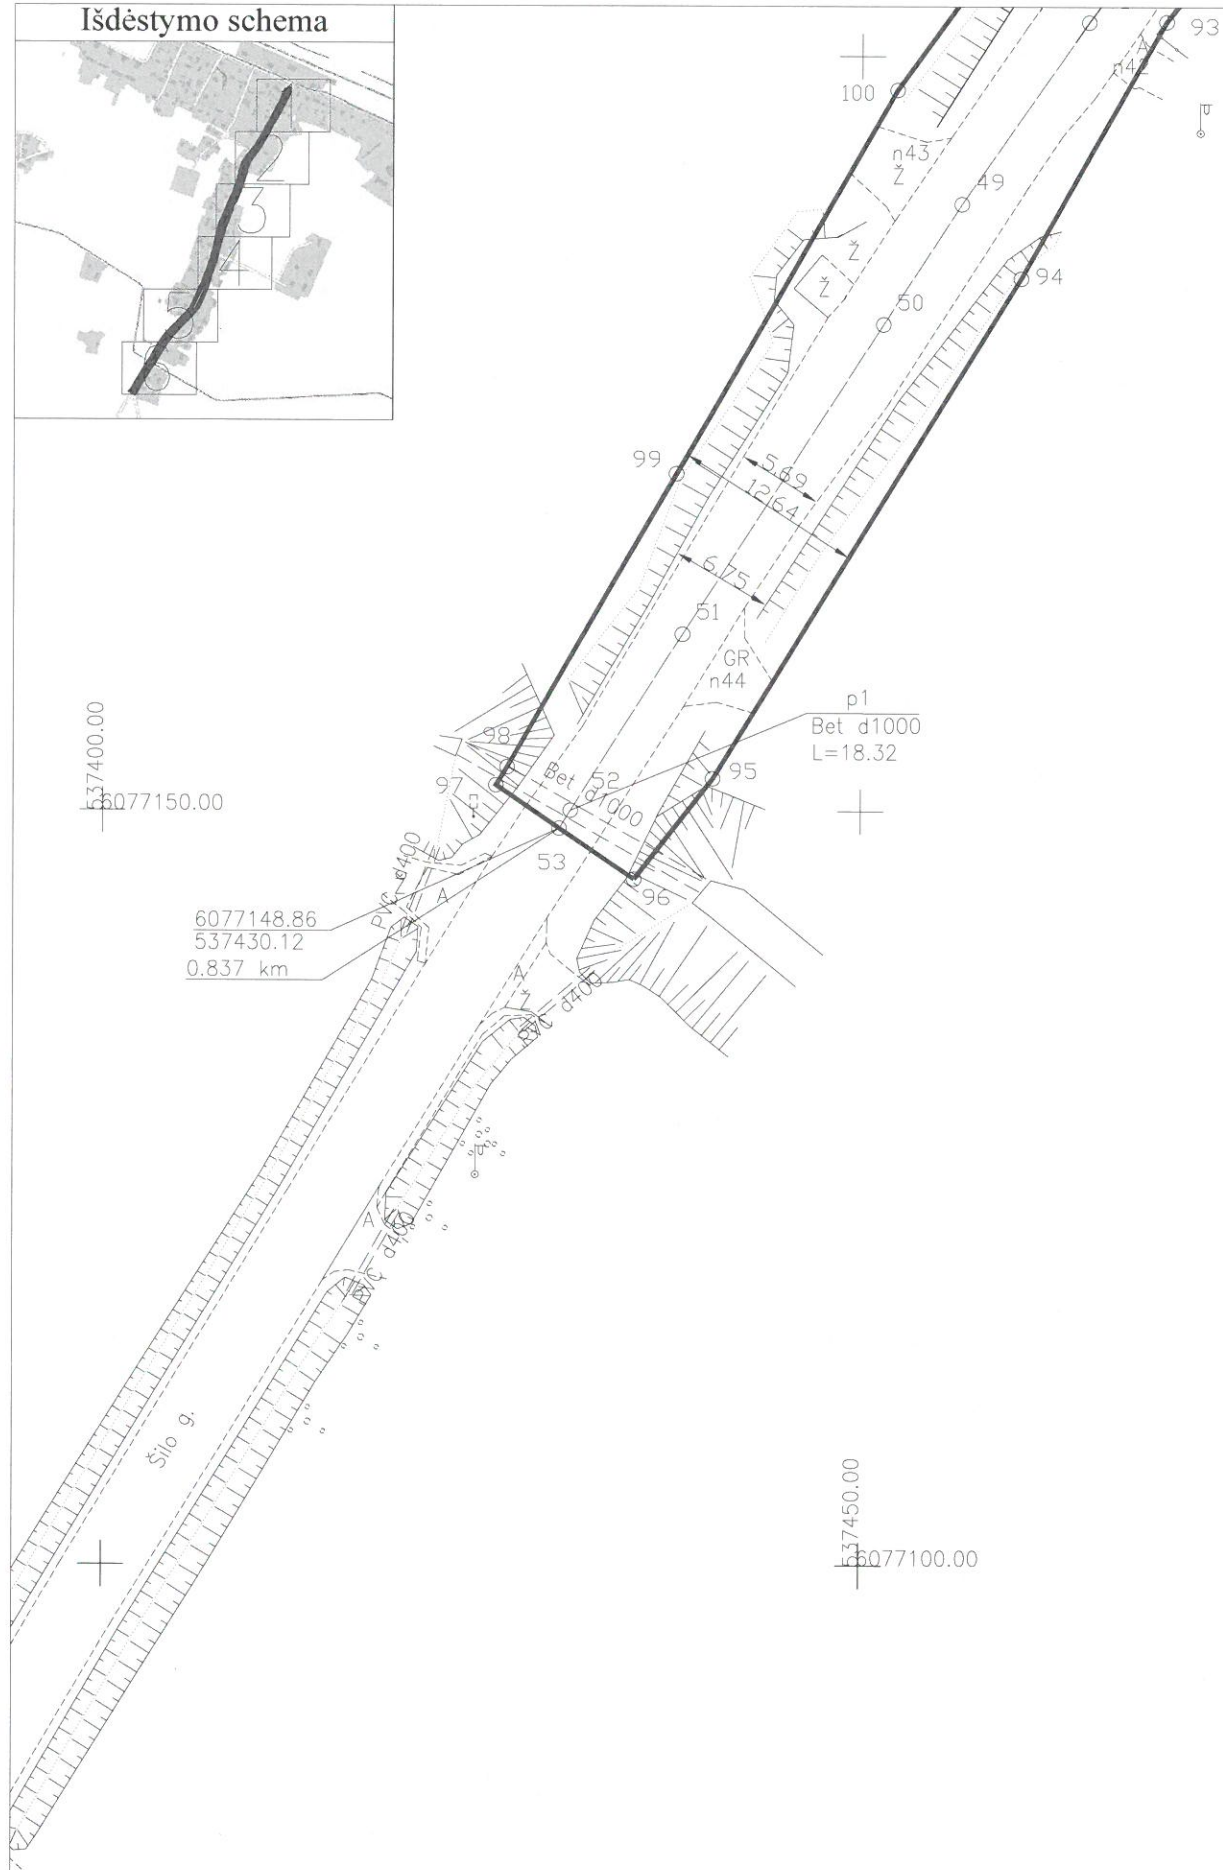 Išdėstymo schema
2
3
4
5
6
93
A
n42
100
n43
Ž
49
Ž
Ž
94
50
99
5.69
12.64
6.75
51
GR
n44
p1
Bet d1000
L=18.32
98
97
Bet d1000
52
95
537400.00
6077150.00
53
96
PVC d400
A
6077148.86
537430.12
0.837 km
A
Ž
PVC d400
A
PVC d400
Šilo g.
537450.00
6077100.00